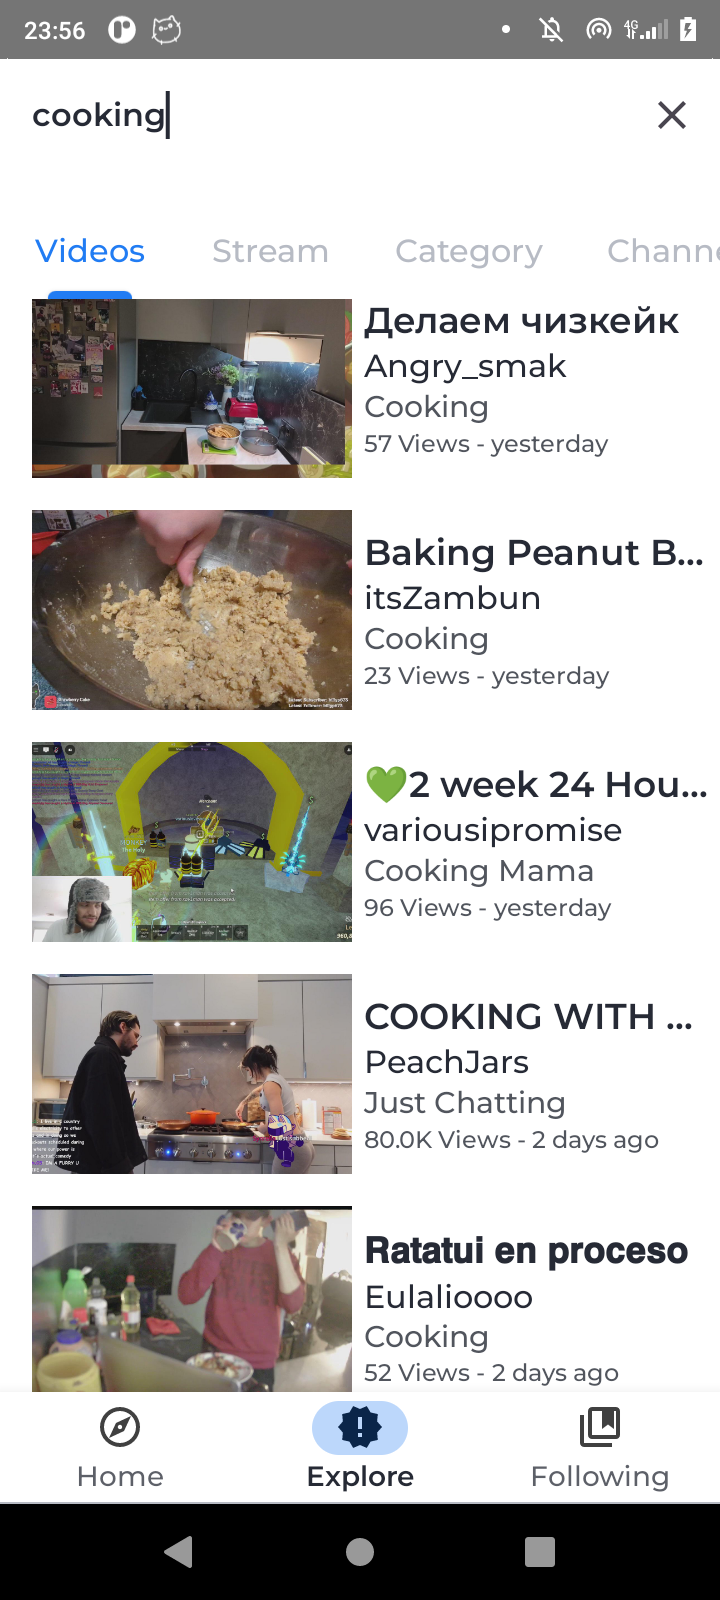 23:56
4G
cooking
Videos Stream Category Channe
Делаем чизкейк
Angry_smak
Cooking
57 Views - yesterday
Baking Peanut B...
itsZambun
Cooking
23 Views - yesterday
💚2 week 24 Hou...
variousipromise
Cooking Mama
96 Views - yesterday
COOKING WITH ...
PeachJars
Just Chatting
80.0K Views - 2 days ago
Ratatui en proceso
Eulalioooo
Cooking
52 Views - 2 days ago
Home Explore Following